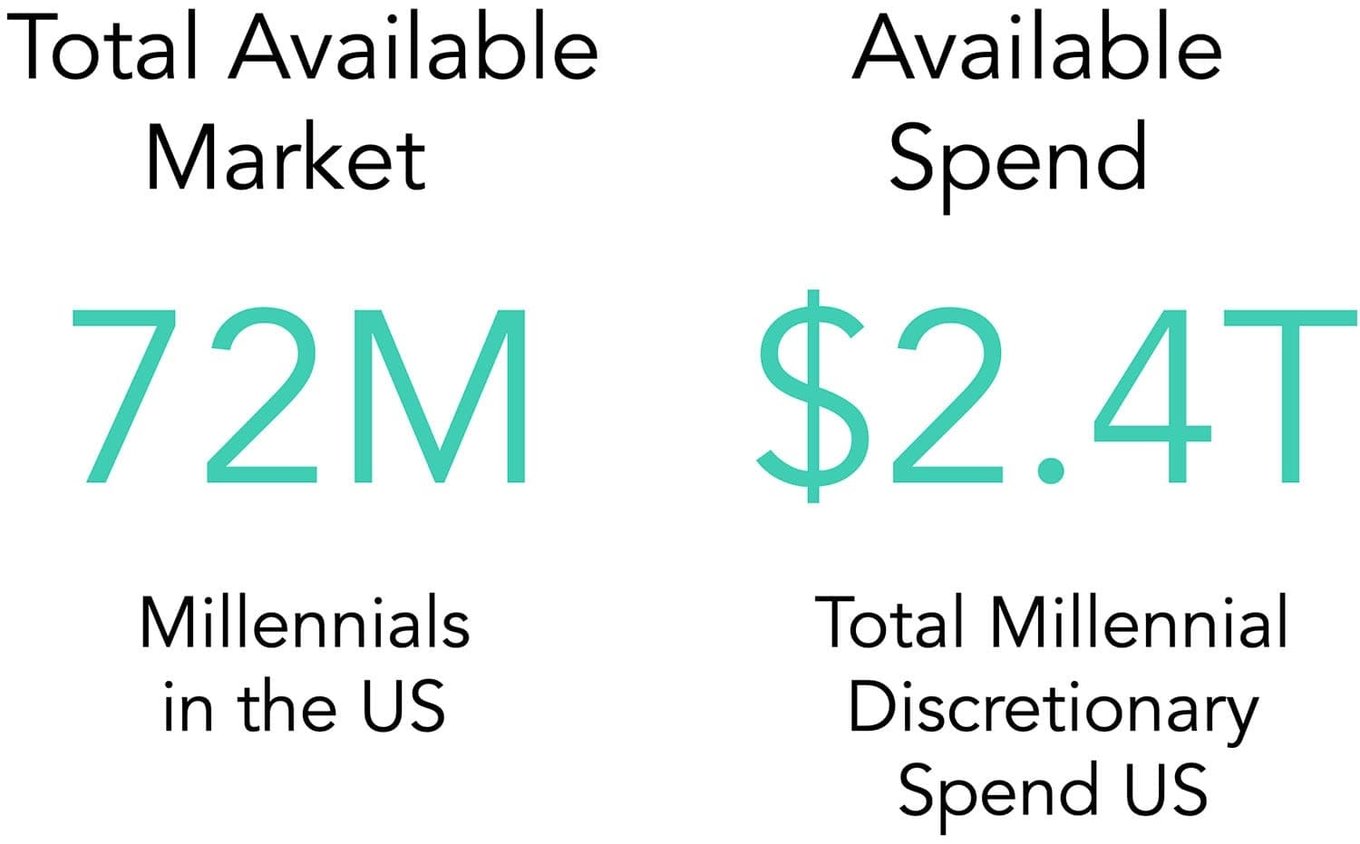 Total Available
Market
72M
Millennials
in the US
Available
Spend
$2.4T
Total Millennial
Discretionary
Spend US